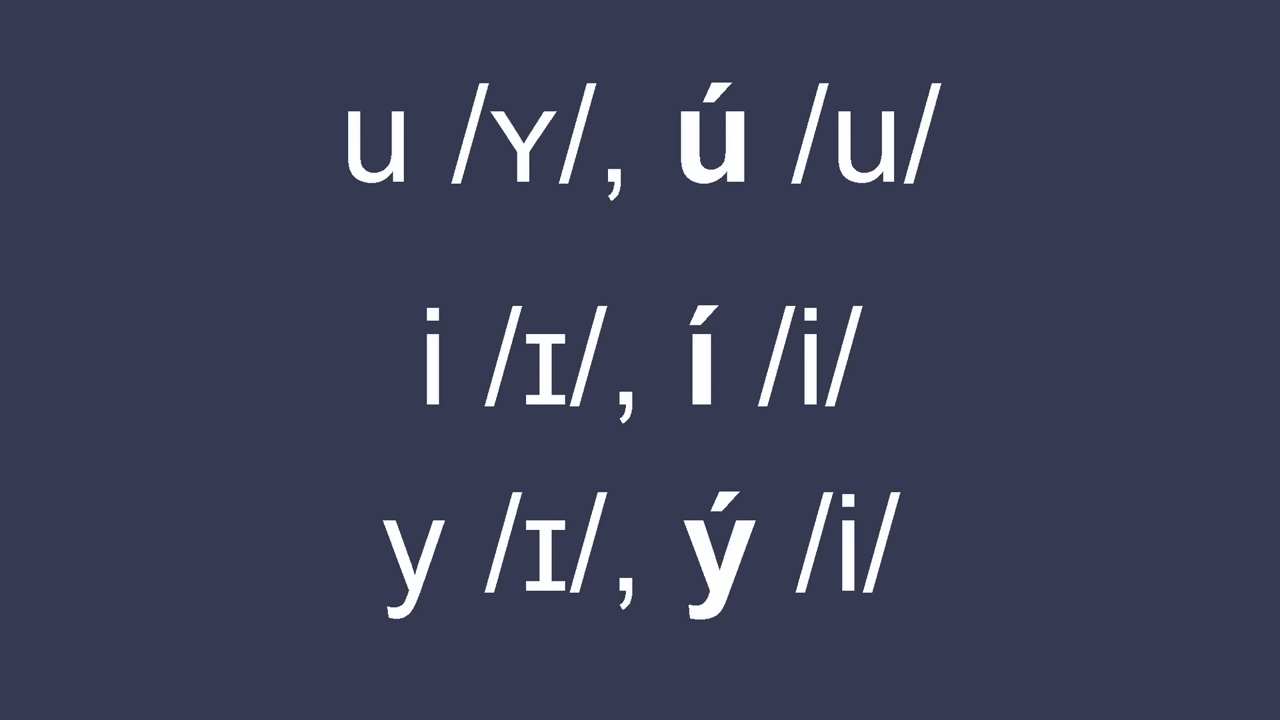 u /ʏ/, ú /u/
i /ɪ/, í /i/
y /ɪ/, ý /i/